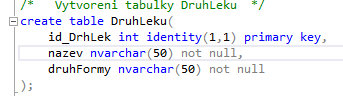 /*   Vytvoreni tabulky DruhLeku  */
create table DruhLeku(
id_DrhLek int identity(1,1) primary key,
nazev nvarchar(50) not null,
druhFormy nvarchar(50) not null
);